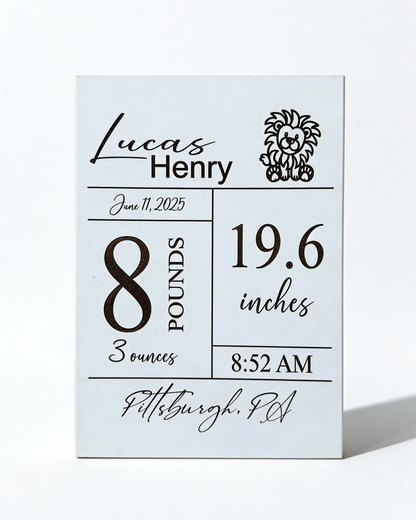 Lucas
Henry
June 11, 2025
8
POUNDS
3 ounces
19.6
inches
8:52 AM
Pittsburgh, PA